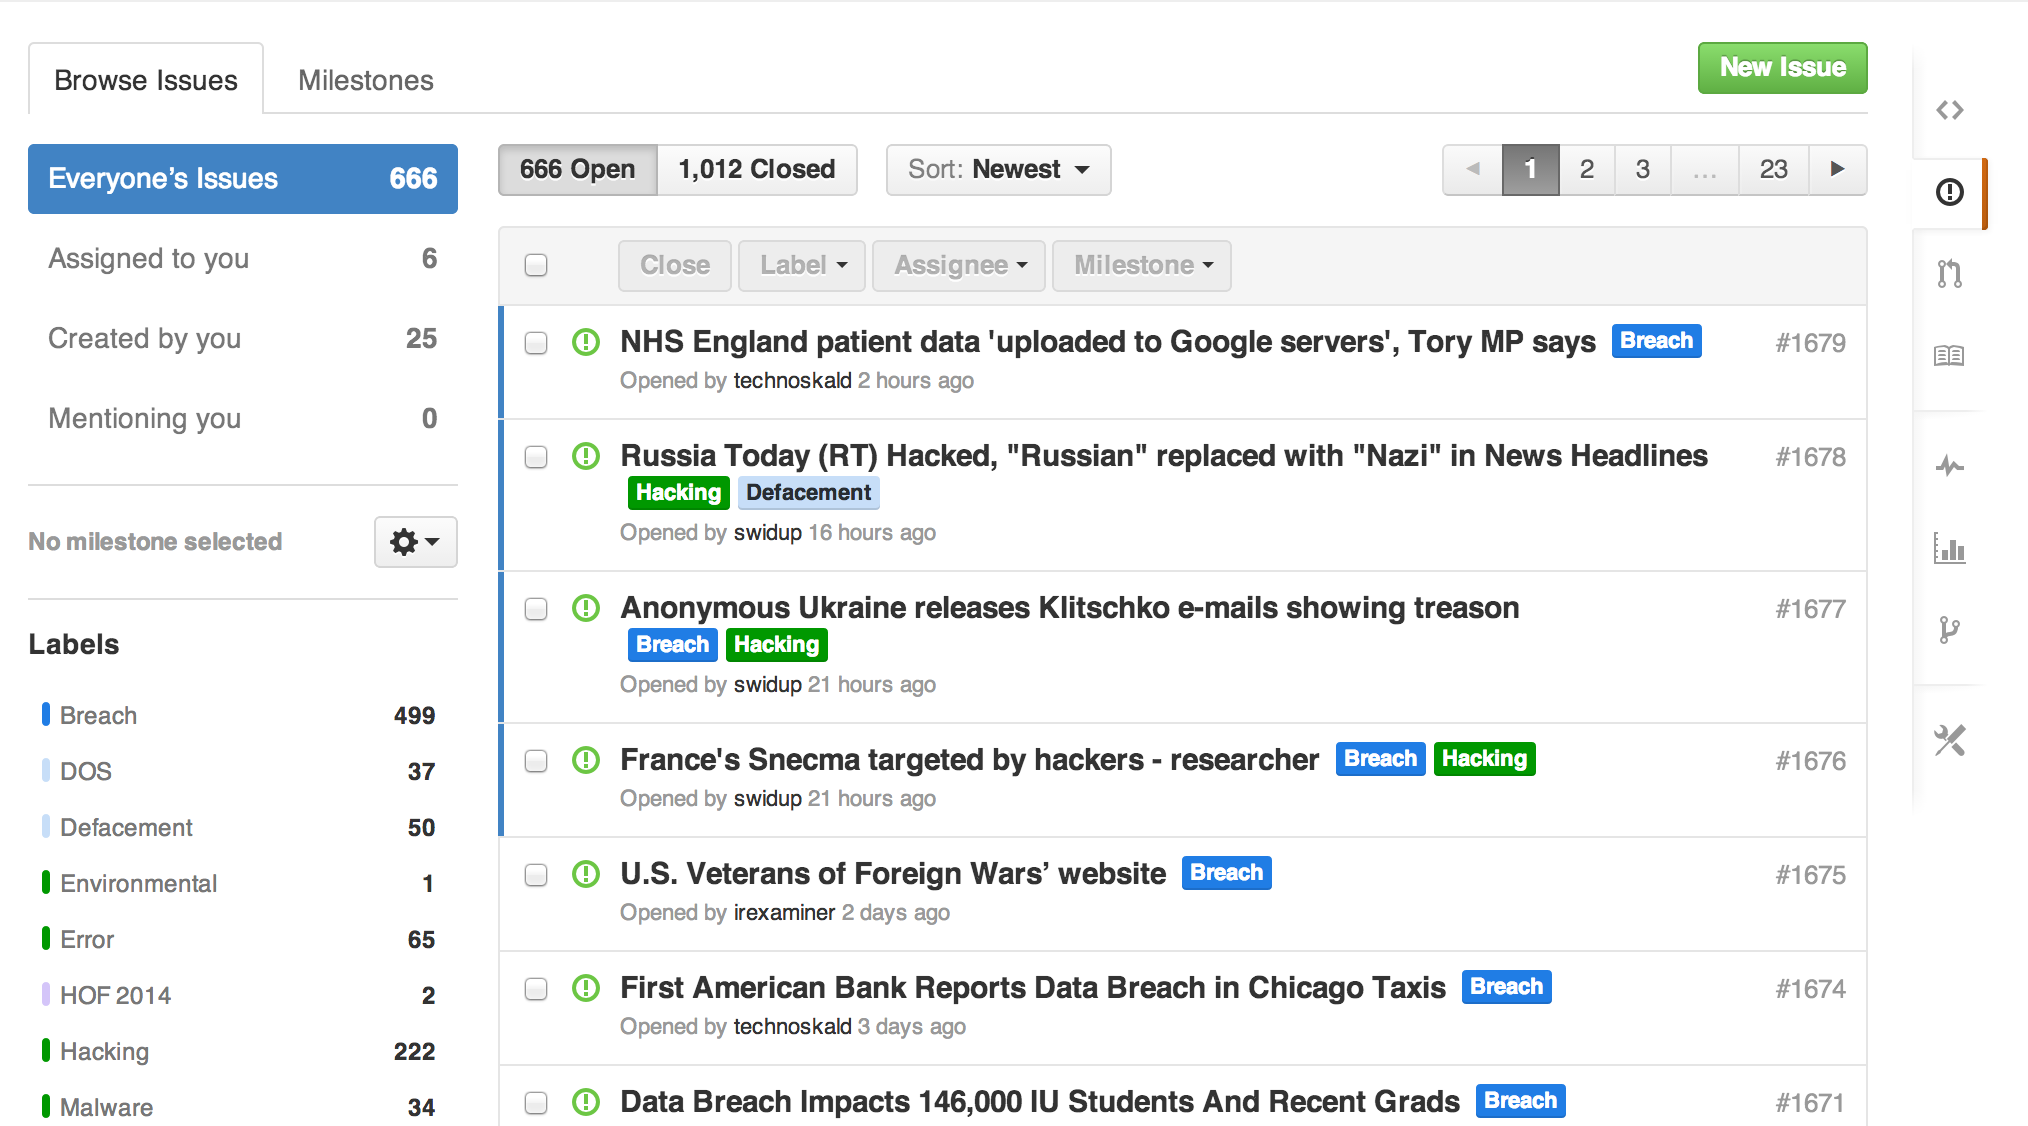 Browse Issues
Milestones
New Issue
Everyone’s Issues 666
Assigned to you 6
Created by you 25
Mentioning you 0
No milestone selected
Labels
Breach 499
DOS 37
Defacement 50
Environmental 1
Error 65
HOF 2014 2
Hacking 222
Malware 34
666 Open 1,012 Closed
Sort: Newest
1 2 3 ... 23
Close Label Assignee Milestone
NHS England patient data 'uploaded to Google servers', Tory MP says Breach #1679
Opened by technoskald 2 hours ago
Russia Today (RT) Hacked, "Russian" replaced with "Nazi" in News Headlines #1678
Hacking Defacement
Opened by swidup 16 hours ago
Anonymous Ukraine releases Klitschko e-mails showing treason #1677
Breach Hacking
Opened by swidup 21 hours ago
France's Snecma targeted by hackers - researcher Breach Hacking #1676
Opened by swidup 21 hours ago
U.S. Veterans of Foreign Wars’ website Breach #1675
Opened by irexaminer 2 days ago
First American Bank Reports Data Breach in Chicago Taxis Breach #1674
Opened by technoskald 3 days ago
Data Breach Impacts 146,000 IU Students And Recent Grads Breach #1671